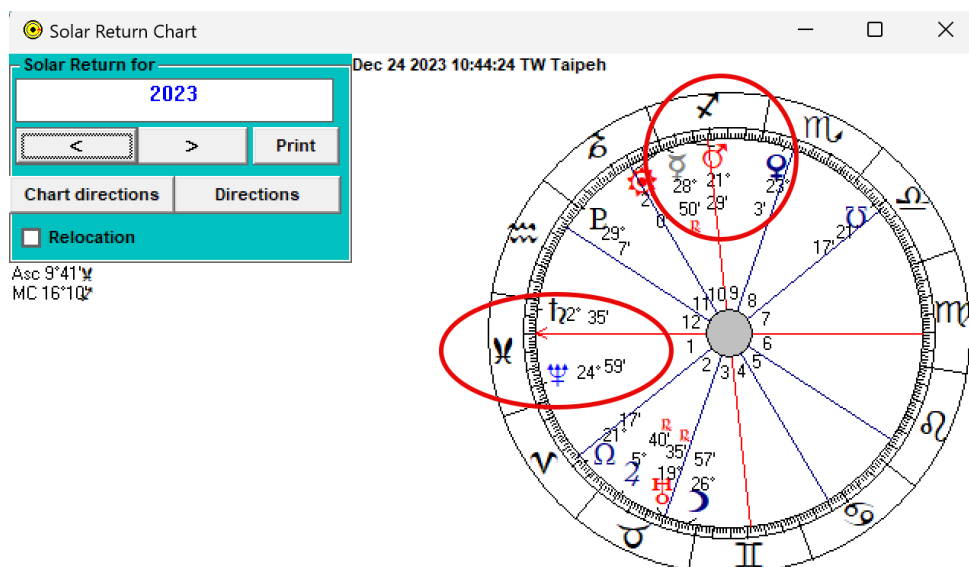 Solar Return Chart
Solar Return for
2023
<
>
Print
Chart directions
Directions
Relocation
Dec 24 2023 10:44:24 TW Taipeh
Asc 9°41'♓
MC 16°10'♐
♐
♏
♎
♍
♌
♋
♊
♉
♈
♓
♒
♑
☿ 28° 50' ℞
♂ 21° 29'
♀ 23° 3'
☋ 21° 17'
☉ 2° 0'
♇ 29° 7'
♄ 2° 35'
♆ 24° 59'
☊ 21° 17'
♃ 5° 40' ℞
♅ 19° 35' ℞
☽ 26° 57'
1
2
3
4
5
6
7
8
9
10
11
12